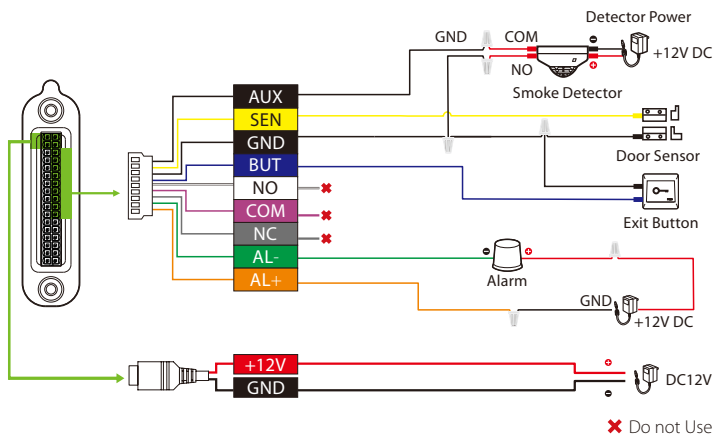 Detector Power
GND
COM
+12V DC
NO
Smoke Detector
AUX
SEN
GND
BUT
NO
COM
NC
AL-
AL+
Door Sensor
Exit Button
Alarm
GND
+12V DC
+12V
GND
DC12V
Do not Use